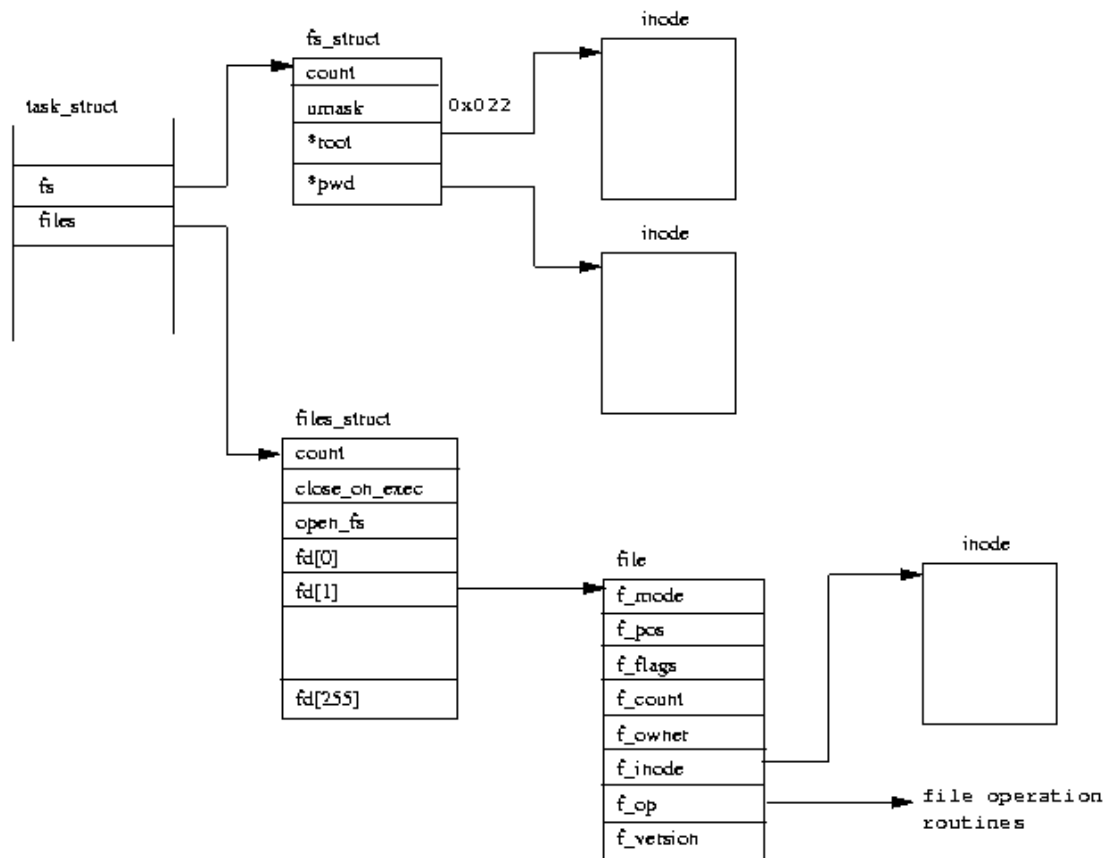 inode
fs_struct
count
umask
0x022
*root
*pwd
task_struct
fs
files
inode
files_struct
count
close_on_exec
open_fs
fd[0]
fd[1]
fd[255]
file
f_mode
f_pos
f_flags
f_count
f_owner
f_inode
f_op
f_version
inode
file operation
routines